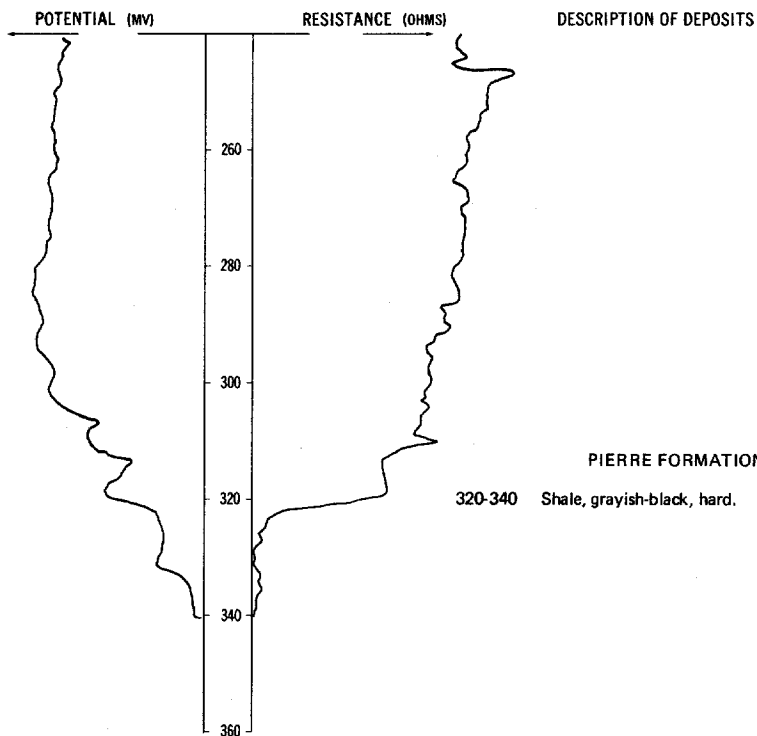 POTENTIAL (MV) RESISTANCE (OHMS) DESCRIPTION OF DEPOSITS
260
280
300
PIERRE FORMATION
320
320-340 Shale, grayish-black, hard.
340
360